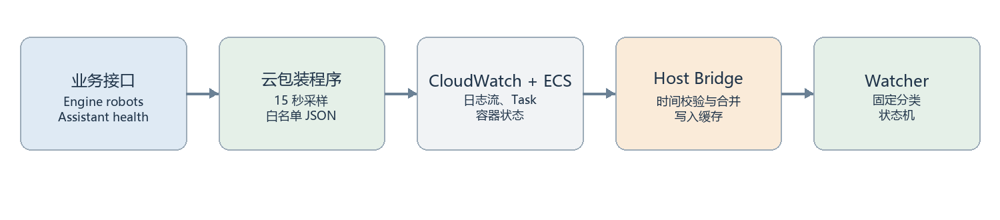 业务接口
Engine robots
Assistant health
云包装程序
15 秒采样
白名单 JSON
CloudWatch + ECS
日志流、Task
容器状态
Host Bridge
时间校验与合并
写入缓存
Watcher
固定分类
状态机